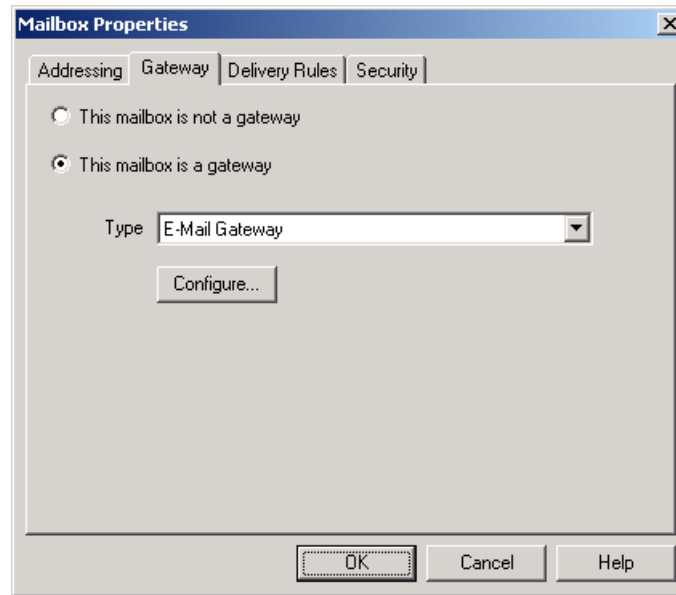 Mailbox Properties
Addressing Gateway Delivery Rules Security
This mailbox is not a gateway
This mailbox is a gateway
Type E-Mail Gateway
Configure...
OK Cancel Help